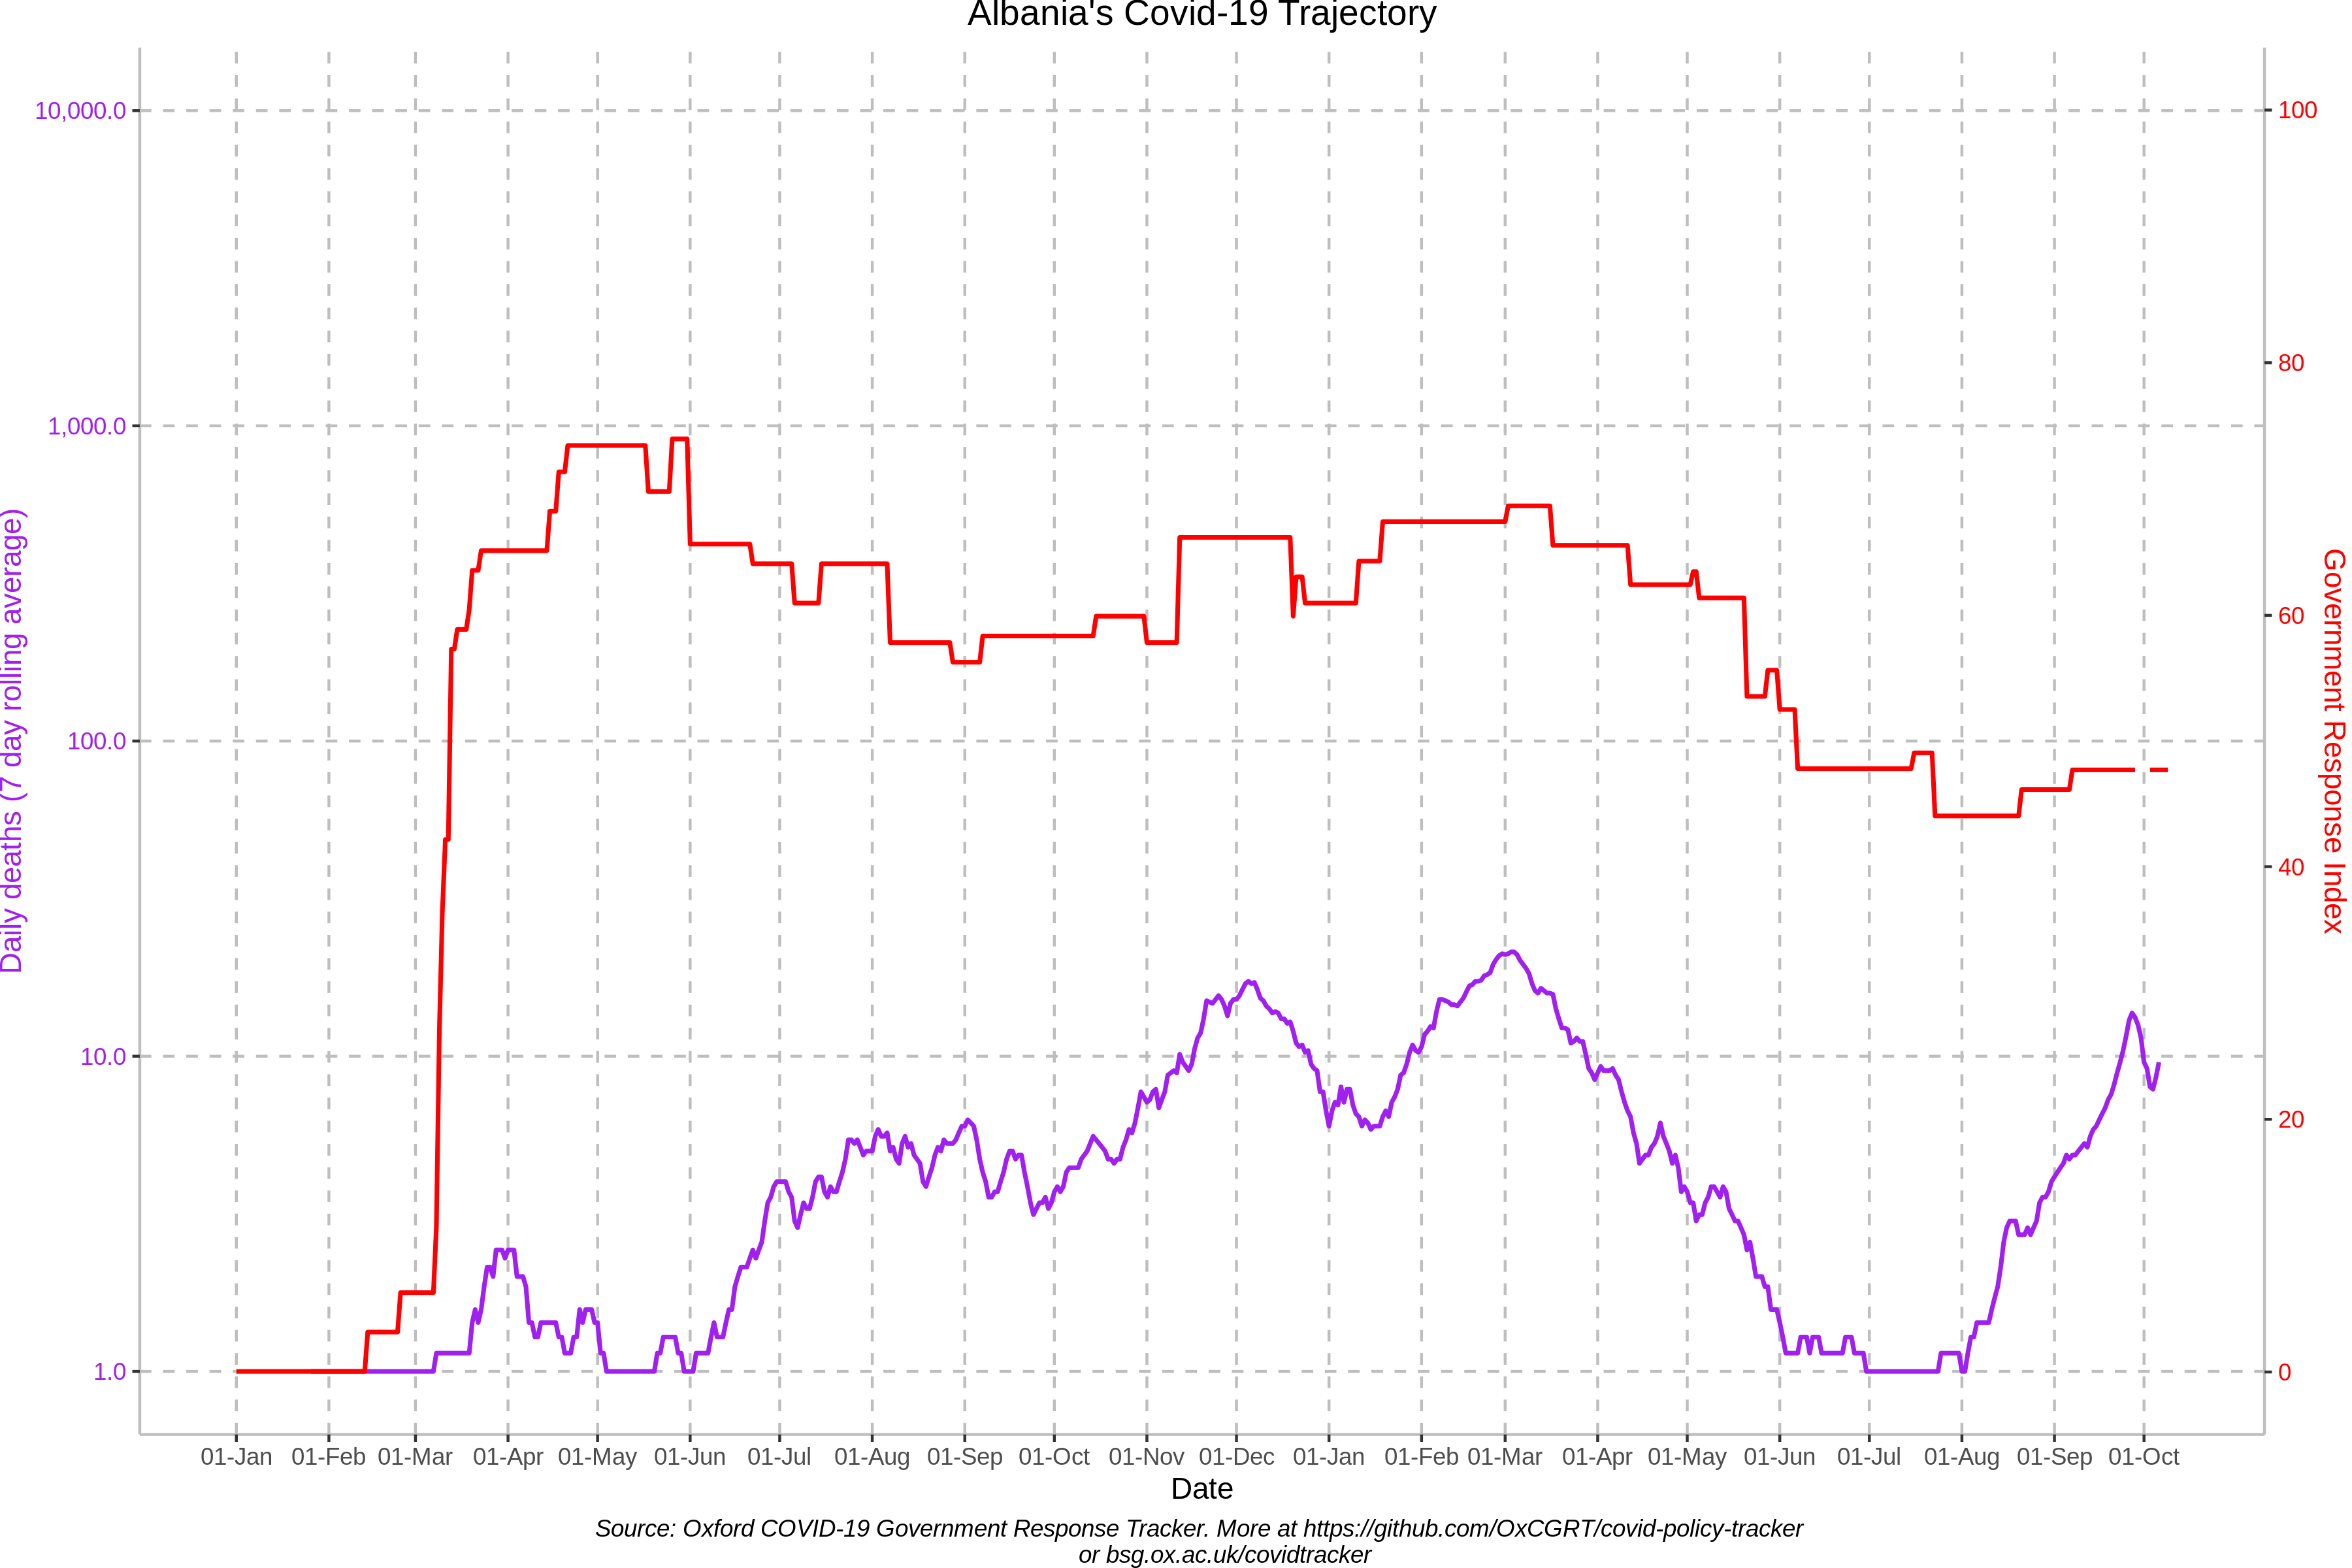 Albania's Covid-19 Trajectory
10,000.0
1,000.0
100.0
10.0
1.0
Daily deaths (7 day rolling average)
100
80
60
40
20
0
Government Response Index
01-Jan 01-Feb 01-Mar 01-Apr 01-May 01-Jun 01-Jul 01-Aug 01-Sep 01-Oct 01-Nov 01-Dec 01-Jan 01-Feb 01-Mar 01-Apr 01-May 01-Jun 01-Jul 01-Aug 01-Sep 01-Oct
Date
Source: Oxford COVID-19 Government Response Tracker. More at https://github.com/OxCGRT/covid-policy-tracker
or bsg.ox.ac.uk/covidtracker